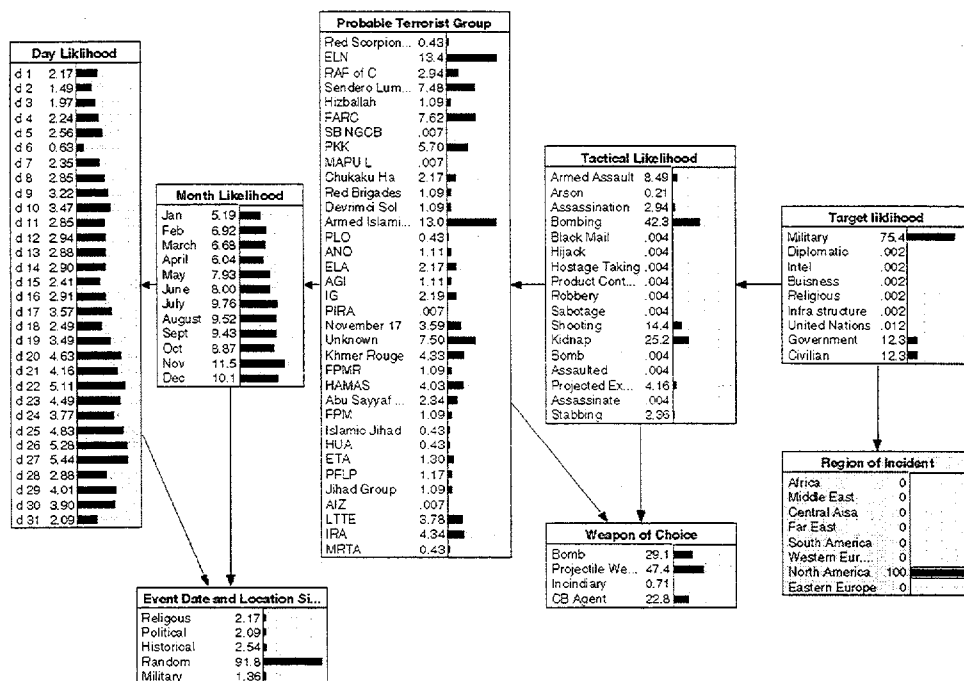 Probable Terrorist Group
Red Scorpion... 0.43
ELN 13.4
RAF of C 2.94
Sendero Lum... 7.48
Hizballah 1.09
FARC 7.62
SB NGCB .007
PKK 5.70
MAPU L .007
Chukaku Ha 2.17
Red Brigades 1.09
Devrimci Sol 1.09
Armed Islami... 13.0
PLO 0.43
ANO 1.11
ELA 2.17
AGI 1.11
IG 2.19
PIRA .007
November 17 3.59
Unknown 7.50
Khmer Rouge 4.33
FPMR 1.09
HAMAS 4.03
Abu Sayyaf ... 2.34
FPM 1.09
Islamic Jihad 0.43
HUA 0.43
ETA 1.30
PFLP 1.17
Jihad Group 1.09
AIZ .007
LTTE 3.78
IRA 4.34
MRTA 0.43
Day Liklihood
d 1 2.17
d 2 1.49
d 3 1.97
d 4 2.24
d 5 2.56
d 6 0.63
d 7 2.35
d 8 2.85
d 9 3.22
d 10 3.47
d 11 2.65
d 12 2.94
d 13 2.88
d 14 2.90
d 15 2.41
d 16 2.91
d 17 3.57
d 18 2.49
d 19 3.49
d 20 4.63
d 21 4.16
d 22 5.11
d 23 4.49
d 24 3.77
d 25 4.83
d 26 5.28
d 27 5.44
d 28 2.88
d 29 4.01
d 30 3.90
d 31 2.09
Month Likelihood
Jan 5.19
Feb 6.92
March 6.68
April 6.04
May 7.93
June 8.00
July 9.76
August 9.52
Sept 9.43
Oct 8.87
Nov 11.5
Dec 10.1
Tactical Likelihood
Armed Assault 8.49
Arson 0.21
Assassination 2.94
Bombing 42.3
Black Mail .004
Hijack .004
Hostage Taking .004
Product Cont... .004
Robbery .004
Sabotage .004
Shooting 14.4
Kidnap 25.2
Bomb .004
Assaulted .004
Projected Ex... 4.16
Assassinate .004
Stabbing 2.36
Target liklihood
Military 75.4
Diplomatic .002
Intel .002
Buisness .002
Religious .002
Infra structure .002
United Nations .012
Government 12.3
Civilian 12.3
Region of Incident
Africa 0
Middle East 0
Central Aisa 0
Far East 0
South America 0
Western Eur... 0
North America 100
Eastern Europe 0
Weapon of Choice
Bomb 29.1
Projectile We... 47.4
Incindiary 0.71
CB Agent 22.8
Event Date and Location Si...
Religous 2.17
Political 2.09
Historical 2.54
Random 91.8
Military 1.36